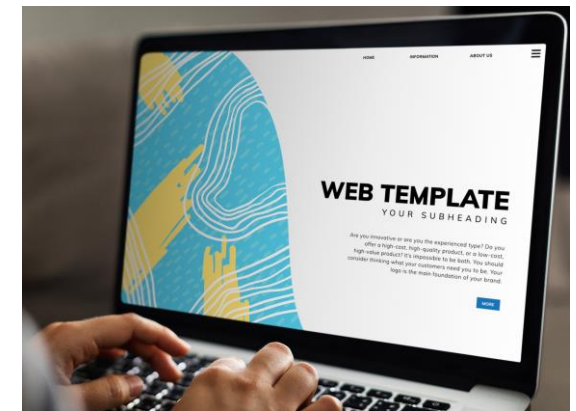 HOME INFORMATION ABOUT US
WEB TEMPLATE
YOUR SUBHEADING
Are you innovative or are you the experienced type? Do you
offer a high-cost, high-quality product, or a low-cost,
high-value product? It's impossible to be both. You should
consider thinking what your customers need you to be. Your
logo is the main foundation of your brand.
MORE